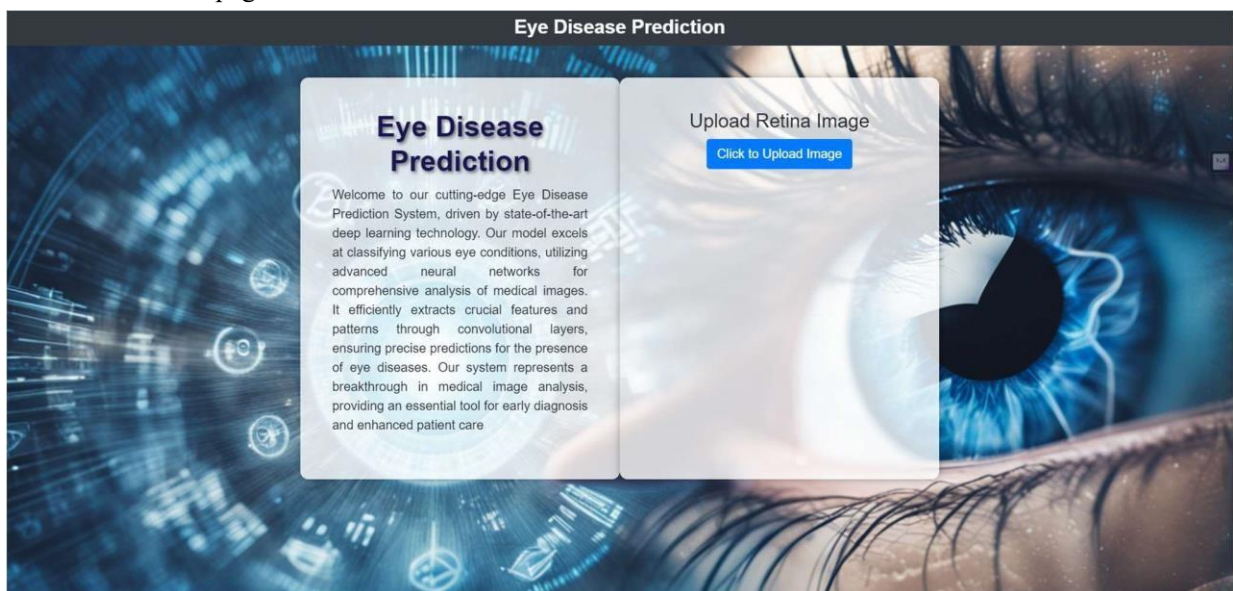 Eye Disease Prediction
Eye Disease
Prediction
Welcome to our cutting-edge Eye Disease
Prediction System, driven by state-of-the-art
deep learning technology. Our model excels
at classifying various eye conditions, utilizing
advanced neural networks for
comprehensive analysis of medical images.
It efficiently extracts crucial features and
patterns through convolutional layers,
ensuring precise predictions for the presence
of eye diseases. Our system represents a
breakthrough in medical image analysis,
providing an essential tool for early diagnosis
and enhanced patient care
Upload Retina Image
Click to Upload Image